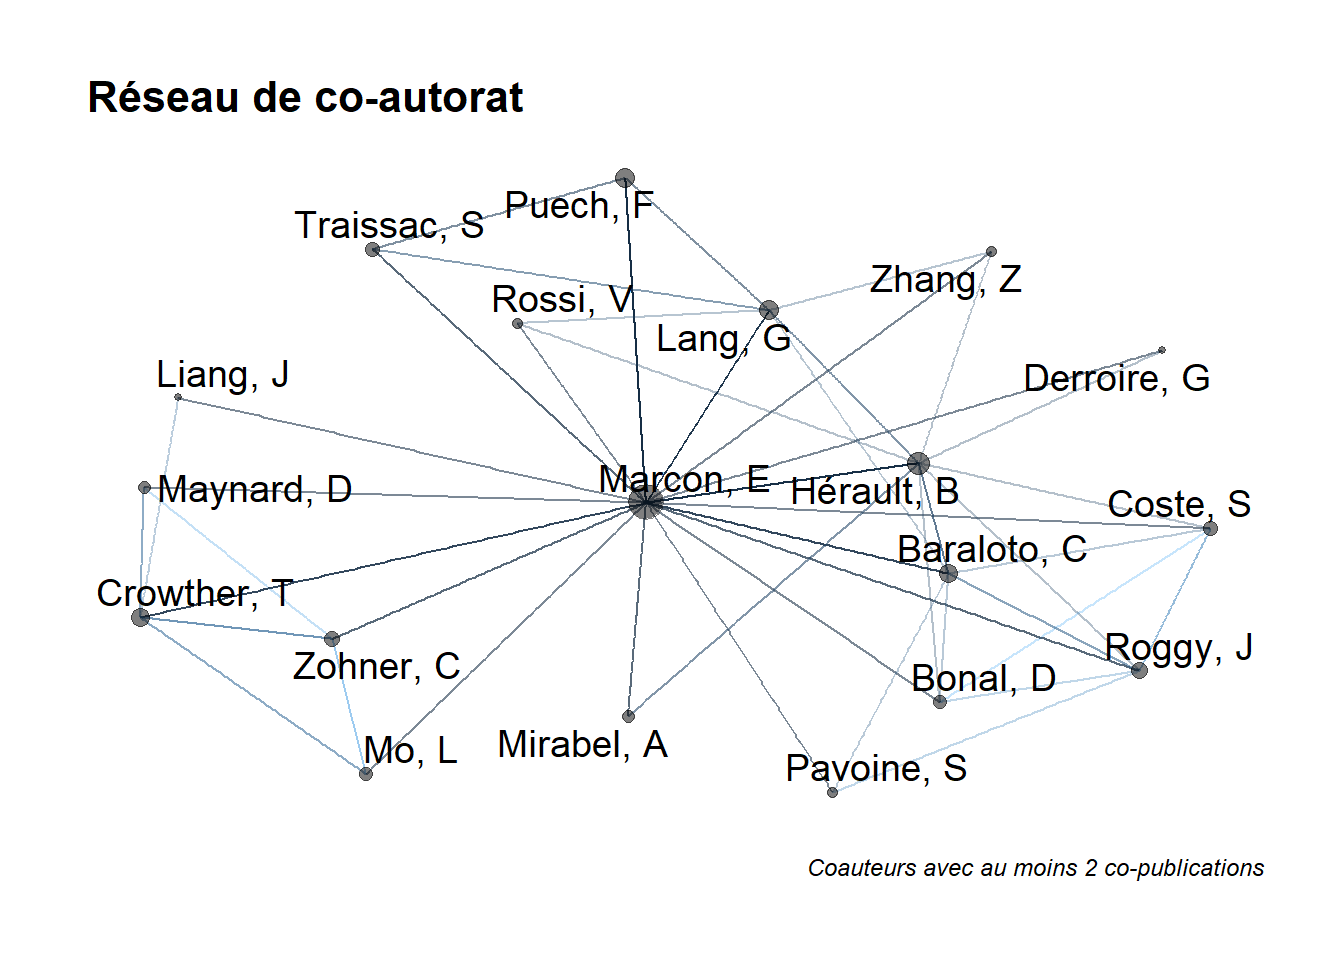 Réseau de co-autorat
Puech, F
Traissac, S
Zhang, Z
Rossi, V
Lang, G
Liang, J
Derroire, G
Marcon, E
Maynard, D
Hérault, B
Coste, S
Baraloto, C
Crowther, T
Roggy, J
Zohner, C
Bonal, D
Mirabel, A
Mo, L
Pavoine, S
Coauteurs avec au moins 2 co-publications